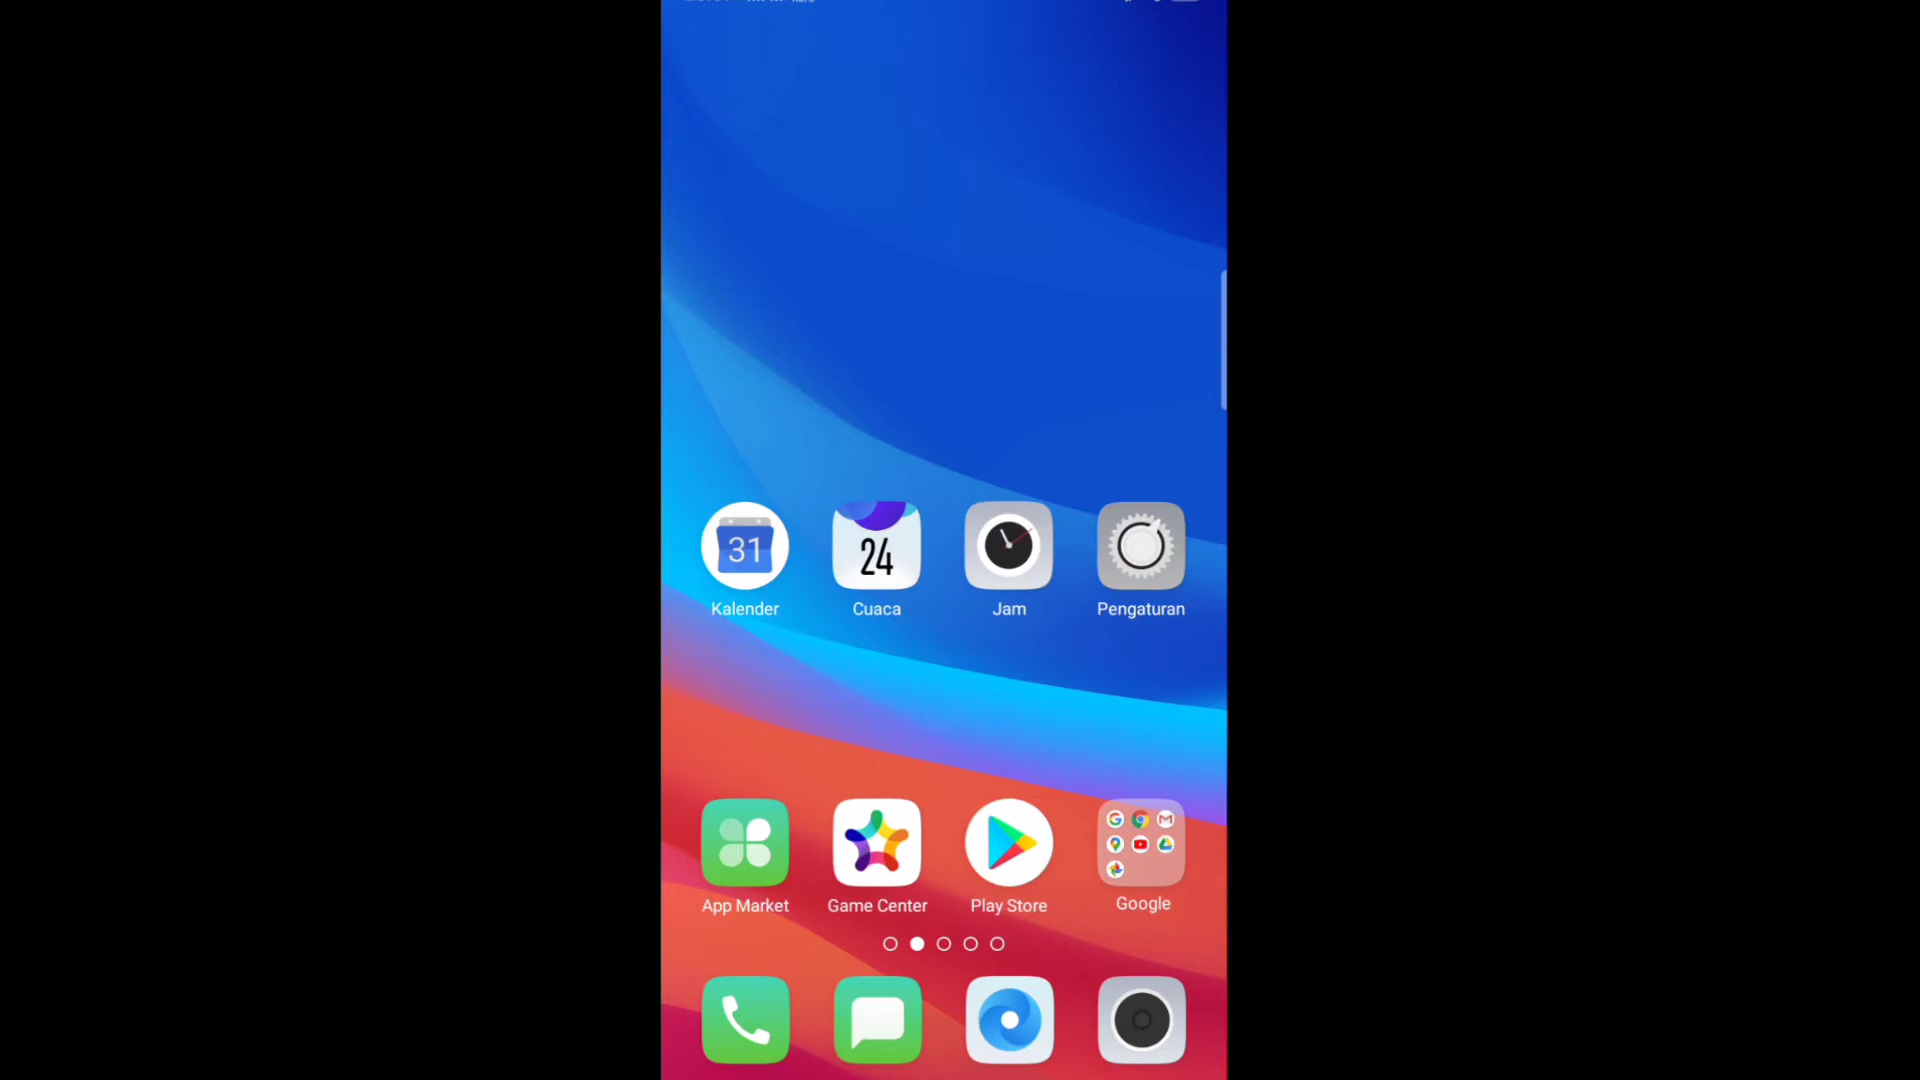 31
24
Kalender
Cuaca
Jam
Pengaturan
App Market
Game Center
Play Store
Google